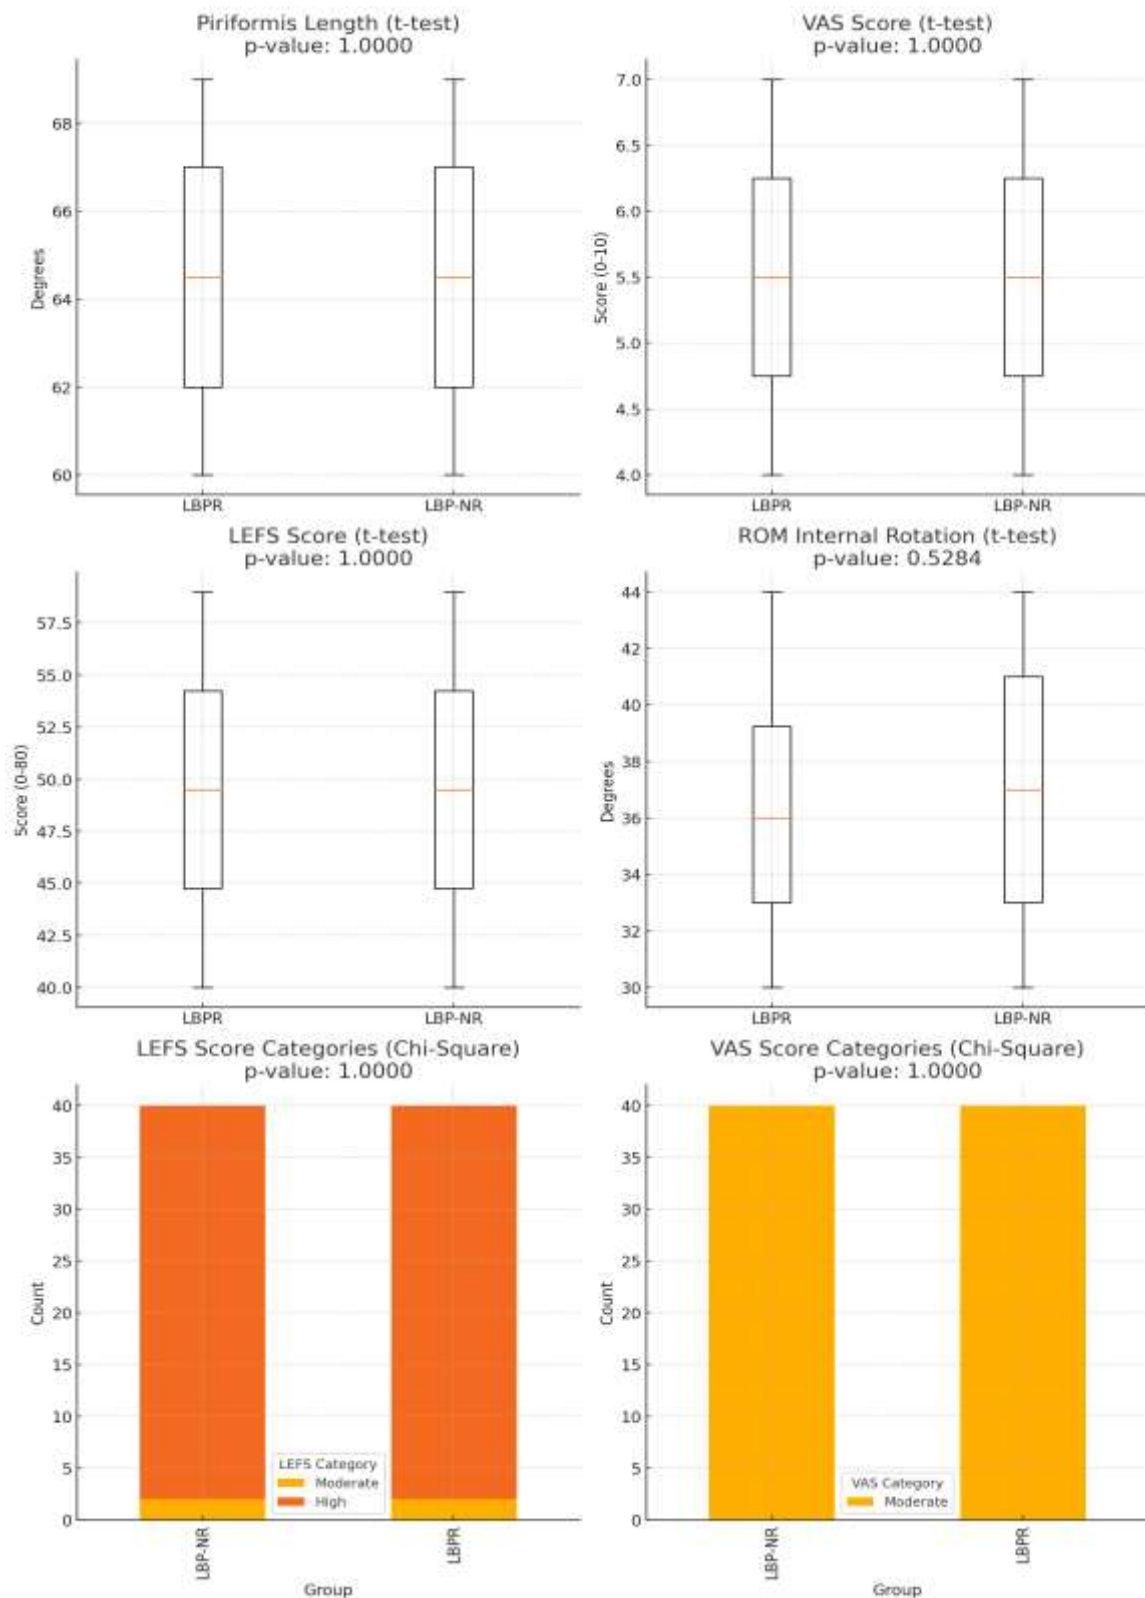 Piriformis Length (t-test)
p-value: 1.0000
Degrees
68
66
64
62
60
LBPR
LBP-NR
VAS Score (t-test)
p-value: 1.0000
Score (0-10)
7.0
6.5
6.0
5.5
5.0
4.5
4.0
LBPR
LBP-NR
LEFS Score (t-test)
p-value: 1.0000
Score (0-80)
57.5
55.0
52.5
50.0
47.5
45.0
42.5
40.0
LBPR
LBP-NR
ROM Internal Rotation (t-test)
p-value: 0.5284
Degrees
44
42
40
38
36
34
32
30
LBPR
LBP-NR
LEFS Score Categories (Chi-Square)
p-value: 1.0000
Count
40
35
30
25
20
15
10
5
0
LEFS Category
Moderate
High
LBP-NR
LBPR
Group
VAS Score Categories (Chi-Square)
p-value: 1.0000
Count
40
35
30
25
20
15
10
5
0
VAS Category
Moderate
LBP-NR
LBPR
Group